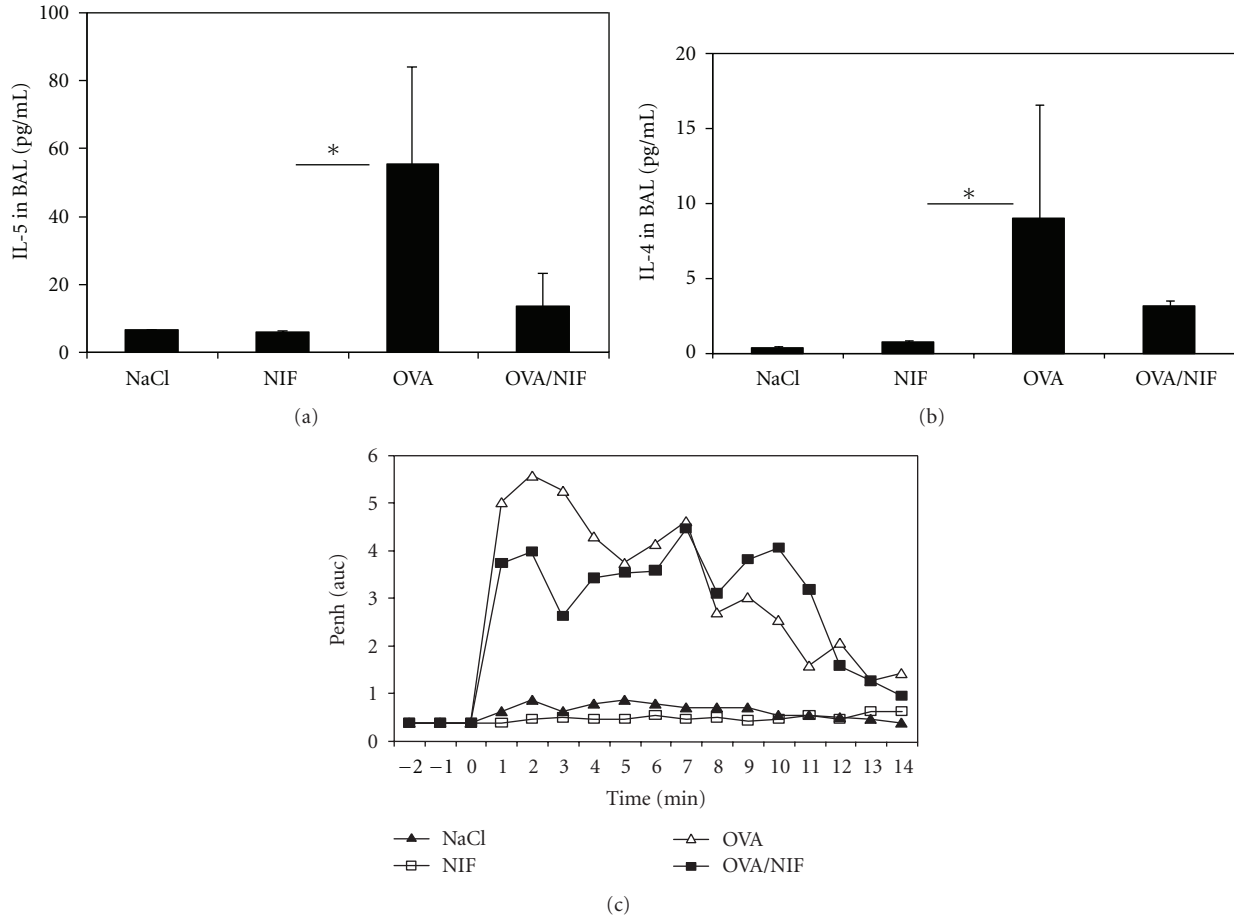 100
80
60
40
20
0
IL-5 in BAL (pg/mL)
*
NaCl NIF OVA OVA/NIF
(a)
20
15
10
5
0
IL-4 in BAL (pg/mL)
*
NaCl NIF OVA OVA/NIF
(b)
6
5
4
3
2
1
0
Penh (auc)
−2 −1 0 1 2 3 4 5 6 7 8 9 10 11 12 13 14
Time (min)
NaCl OVA
NIF OVA/NIF
(c)